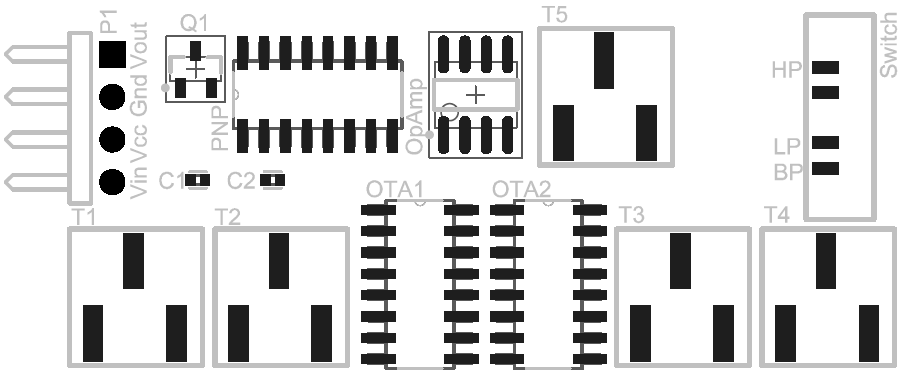 P1
Vout
Gnd
Vcc
Vin
Q1
PNP
OpAmp
T5
Switch
HP
LP
BP
C1
C2
OTA1
OTA2
T1
T2
T3
T4